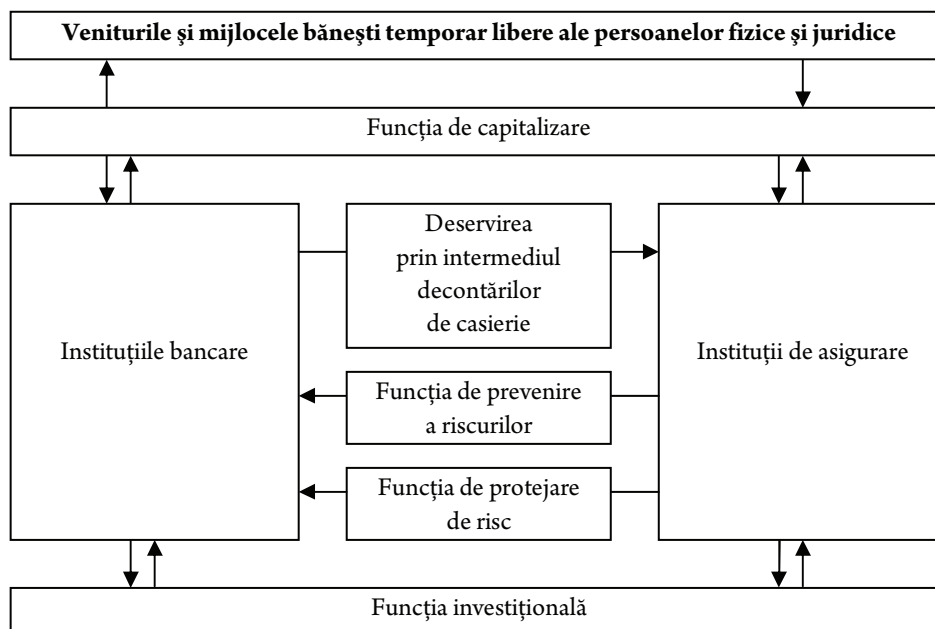 Veniturile şi mijlocele băneşti temporar libere ale persoanelor fizice şi juridice
Funcția de capitalizare
Deservirea
prin intermediul
decontărilor
de casierie
Instituțiile bancare
Instituții de asigurare
Funcția de prevenire
a riscurilor
Funcția de protejare
de risc
Funcția investițională